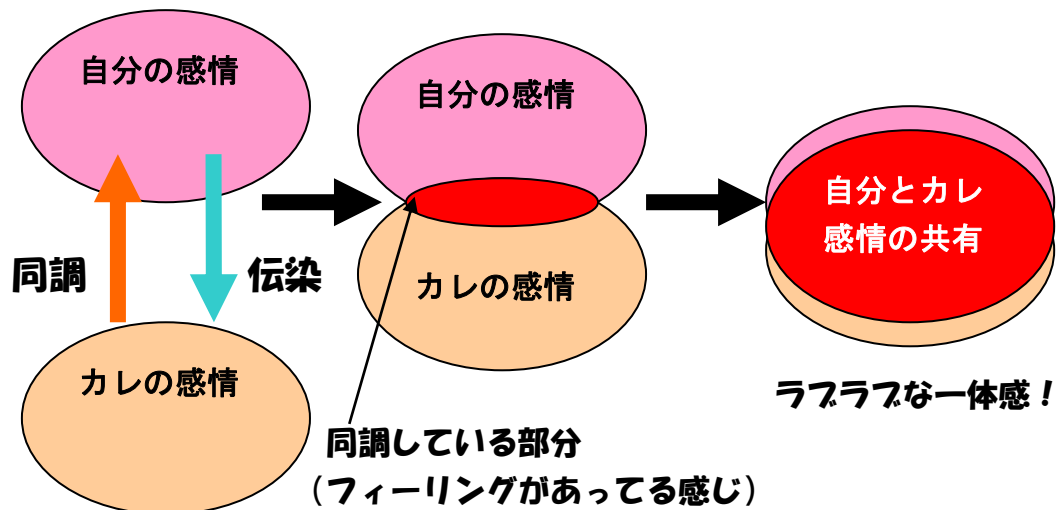 自分の感情
同調
伝染
カレの感情
自分の感情
カレの感情
同調している部分
（フィーリングがあってる感じ）
自分とカレ
感情の共有
ラブラブな一体感！